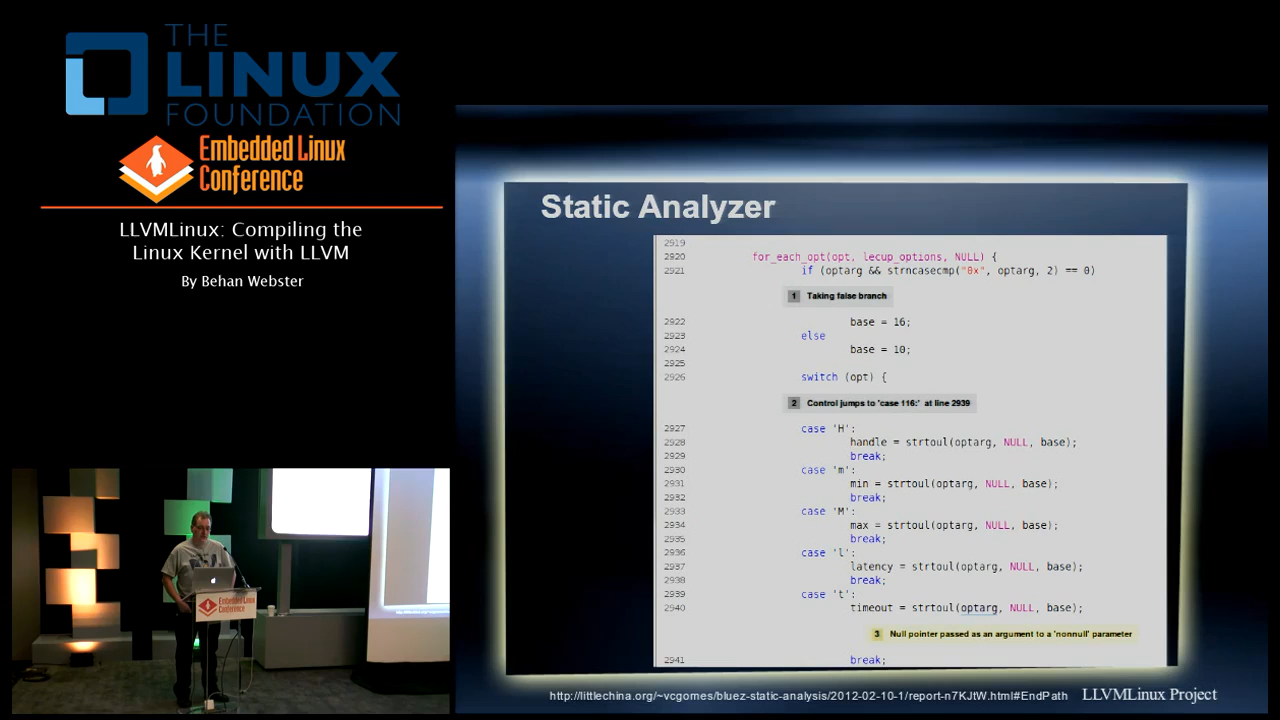 THE
LINUX
FOUNDATION
Embedded Linux
Conference
LLVMLinux: Compiling the
Linux Kernel with LLVM
By Behan Webster
Static Analyzer
2919
2920 for_each_opt(opt, lecup_options, NULL) {
2921 if (optarg && strncasecmp("0x", optarg, 2) == 0)
1 Taking false branch
2922 base = 16;
2923 else
2924 base = 10;
2925
2926 switch (opt) {
2 Control jumps to 'case 116:' at line 2939
2927 case 'H':
2928 handle = strtoul(optarg, NULL, base);
2929 break;
2930 case 'm':
2931 min = strtoul(optarg, NULL, base);
2932 break;
2933 case 'M':
2934 max = strtoul(optarg, NULL, base);
2935 break;
2936 case 'l':
2937 latency = strtoul(optarg, NULL, base);
2938 break;
2939 case 't':
2940 timeout = strtoul(optarg, NULL, base);
3 Null pointer passed as an argument to a 'nonnull' parameter
2941 break;
http://littlechina.org/~vcgomes/bluez-static-analysis/2012-02-10-1/report-n7KJtW.html#EndPath
LLVMLinux Project
Embedded Linux
Conference